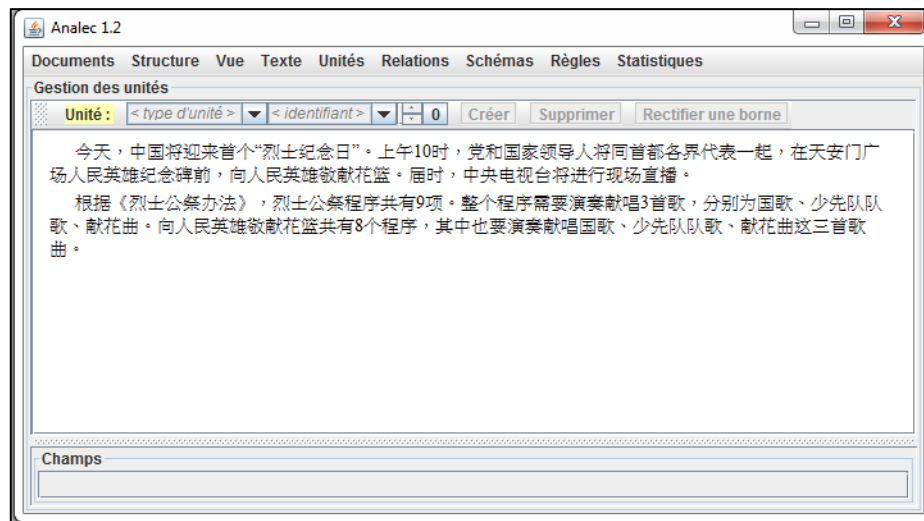 Analec 1.2
Documents Structure Vue Texte Unités Relations Schémas Règles Statistiques
Gestion des unités
Unité : < type d'unité > < identifiant > 0 Créer Supprimer Rectifier une borne
今天，中国将迎来首个“烈士纪念日”。上午10时，党和国家领导人将同首都各界代表一起，在天安门广
场人民英雄纪念碑前，向人民英雄敬献花篮。届时，中央电视台将进行现场直播。
根据《烈士公祭办法》，烈士公祭程序共有9项。整个程序需要演奏献唱3首歌，分别为国歌、少先队队
歌、献花曲。向人民英雄敬献花篮共有8个程序，其中也要演奏献唱国歌、少先队队歌、献花曲这三首歌
曲。
Champs